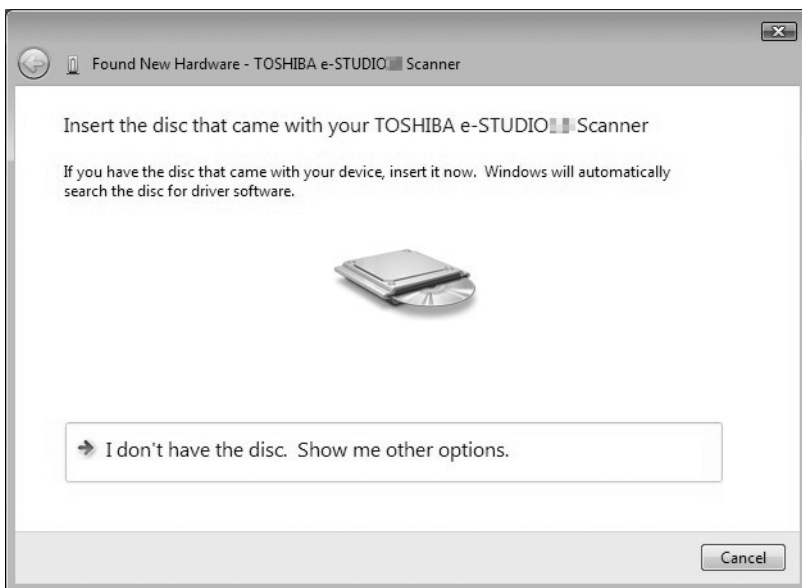 Found New Hardware - TOSHIBA e-STUDIO Scanner
Insert the disc that came with your TOSHIBA e-STUDIO Scanner
If you have the disc that came with your device, insert it now.  Windows will automatically
search the disc for driver software.
I don't have the disc.  Show me other options.
Cancel